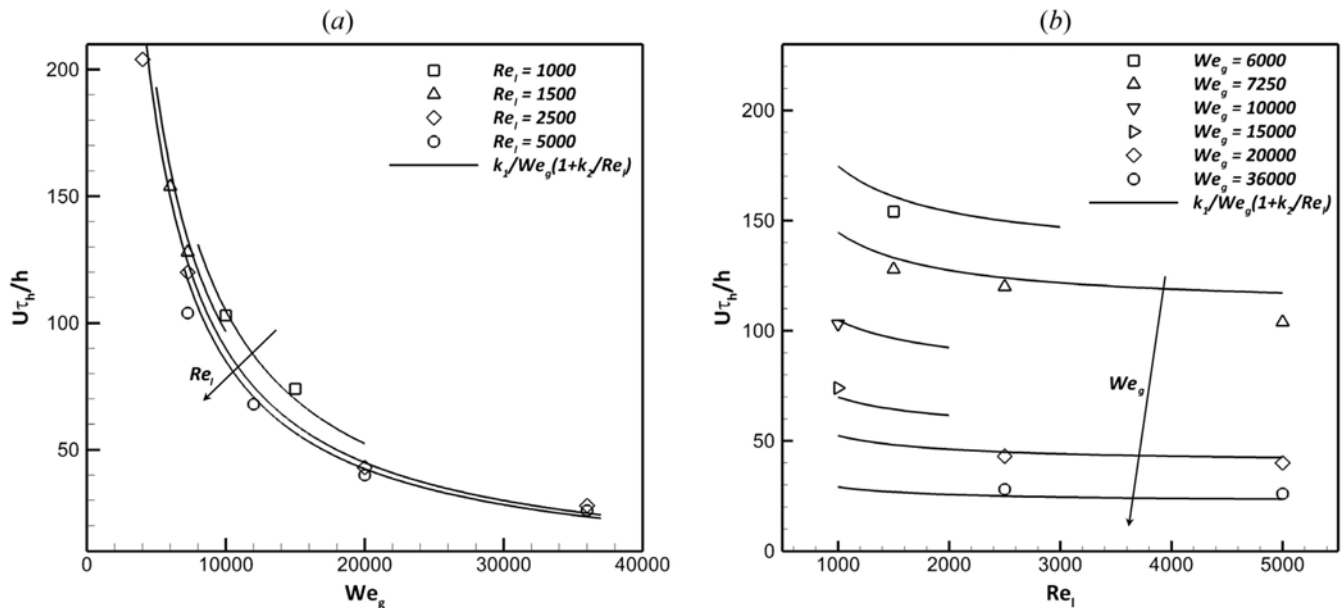 (a)
200
150
100
50
0
10000
20000
30000
40000
Uτ_h/h
We_g
Re_l = 1000
Re_l = 1500
Re_l = 2500
Re_l = 5000
k_1/We_g(1+k_2/Re_l)
Re_l
(b)
200
150
100
50
0
1000
2000
3000
4000
5000
Uτ_h/h
Re_l
We_g = 6000
We_g = 7250
We_g = 10000
We_g = 15000
We_g = 20000
We_g = 36000
k_1/We_g(1+k_2/Re_l)
We_g